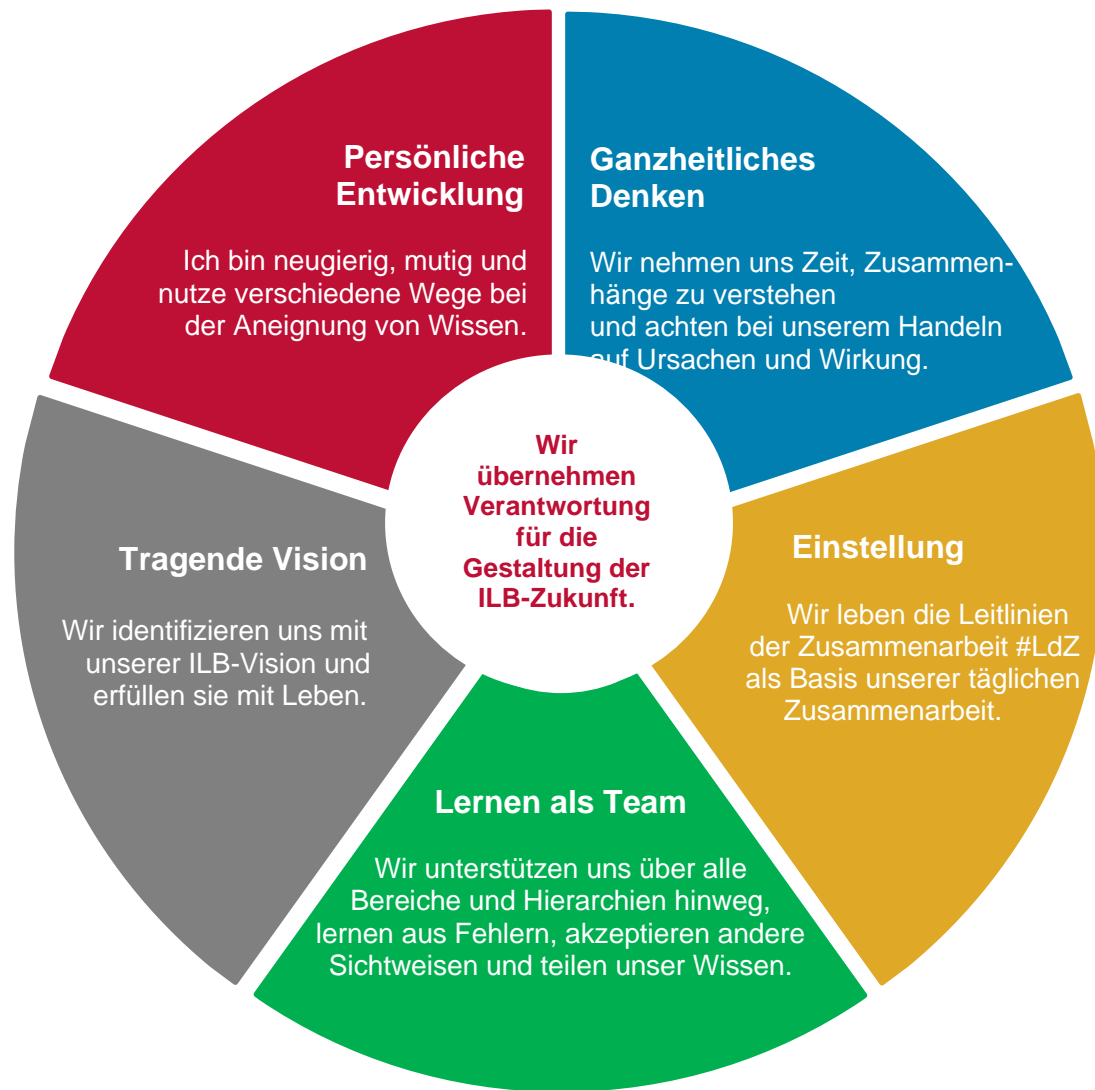 Persönliche
Entwicklung
Ich bin neugierig, mutig und
nutze verschiedene Wege bei
der Aneignung von Wissen.
Ganzheitliches
Denken
Wir nehmen uns Zeit, Zusammen-
hänge zu verstehen
und achten bei unserem Handeln
auf Ursachen und Wirkung.
Wir
übernehmen
Verantwortung
für die
Gestaltung der
ILB-Zukunft.
Tragende Vision
Wir identifizieren uns mit
unserer ILB-Vision und
erfüllen sie mit Leben.
Einstellung
Wir leben die Leitlinien
der Zusammenarbeit #LdZ
als Basis unserer täglichen
Zusammenarbeit.
Lernen als Team
Wir unterstützen uns über alle
Bereiche und Hierarchien hinweg,
lernen aus Fehlern, akzeptieren andere
Sichtweisen und teilen unser Wissen.